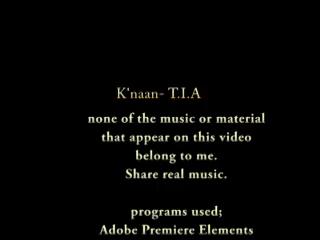 K'naan- T.I.A
none of the music or material
that appear on this video
belong to me.
Share real music.
programs used;
Adobe Premiere Elements